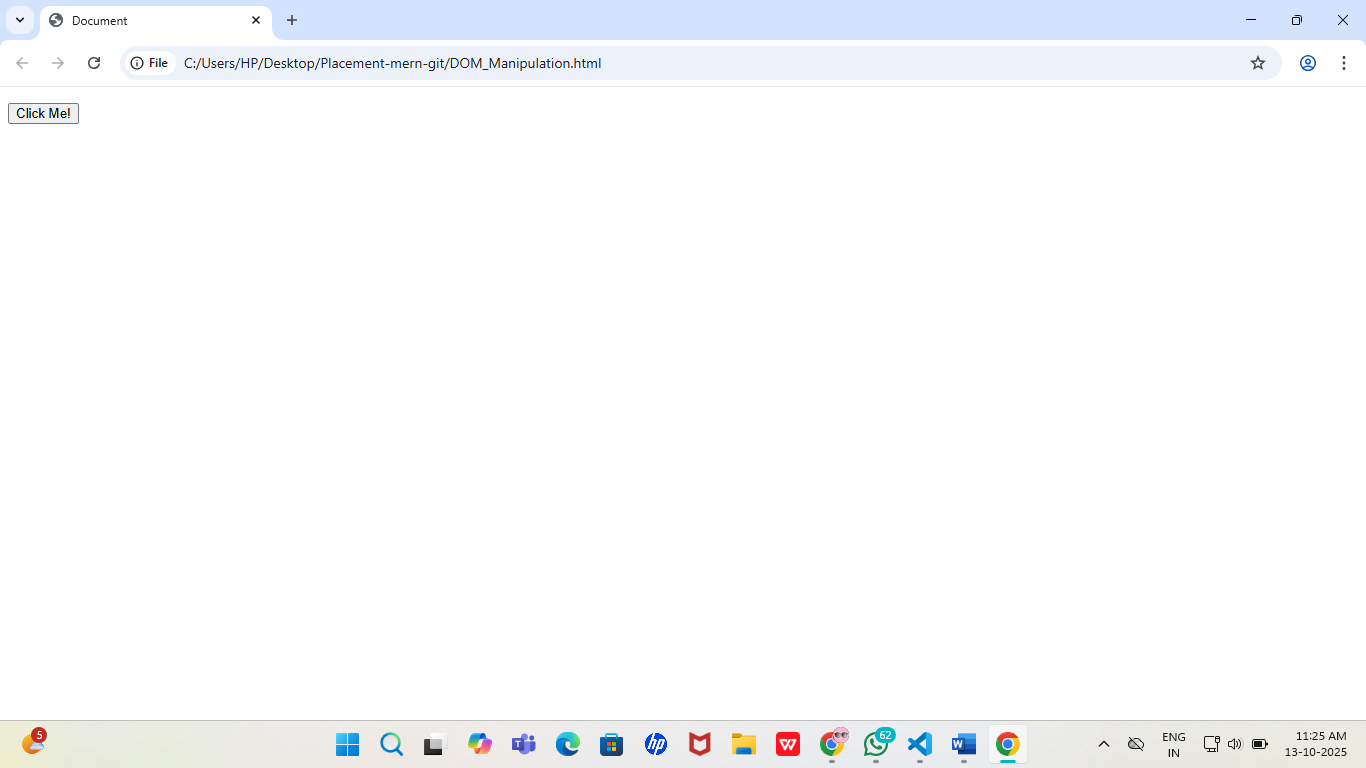 Document
File C:/Users/HP/Desktop/Placement-mern-git/DOM_Manipulation.html
Click Me!
5
hp
W
62
W
ENG
IN
11:25 AM
13-10-2025